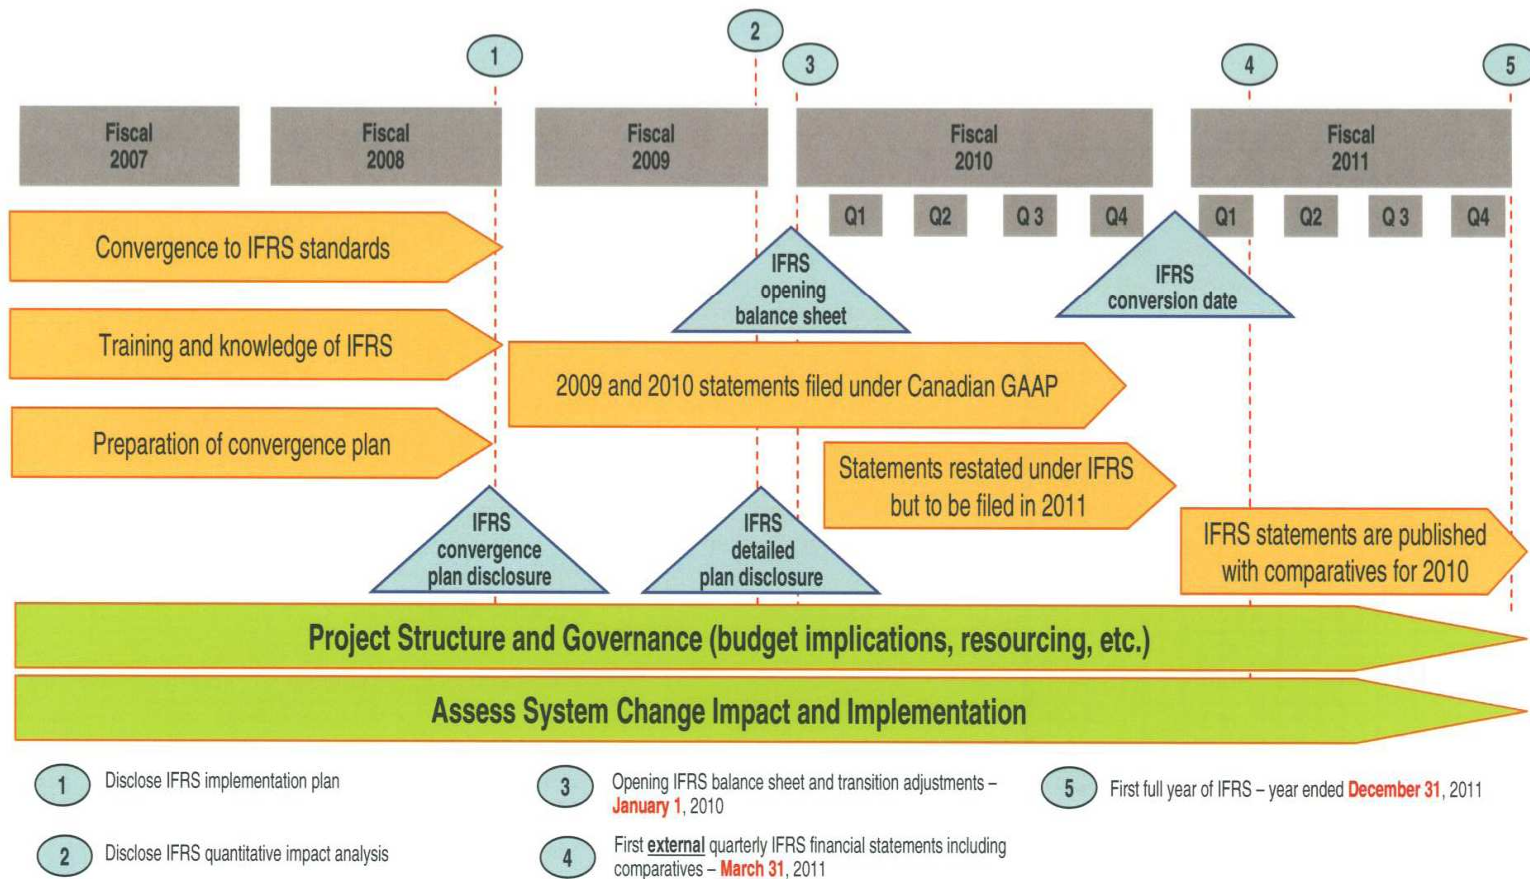 1
2
3
4
5
Fiscal
2007
Fiscal
2008
Fiscal
2009
Fiscal
2010
Fiscal
2011
Q1
Q2
Q 3
Q4
Q1
Q2
Q 3
Q4
Convergence to IFRS standards
IFRS
opening
balance sheet
IFRS
conversion date
Training and knowledge of IFRS
2009 and 2010 statements filed under Canadian GAAP
Preparation of convergence plan
Statements restated under IFRS
but to be filed in 2011
IFRS
convergence
plan disclosure
IFRS
detailed
plan disclosure
IFRS statements are published
with comparatives for 2010
Project Structure and Governance (budget implications, resourcing, etc.)
Assess System Change Impact and Implementation
1 Disclose IFRS implementation plan
2 Disclose IFRS quantitative impact analysis
3 Opening IFRS balance sheet and transition adjustments –
January 1, 2010
4 First external quarterly IFRS financial statements including
comparatives – March 31, 2011
5 First full year of IFRS – year ended December 31, 2011